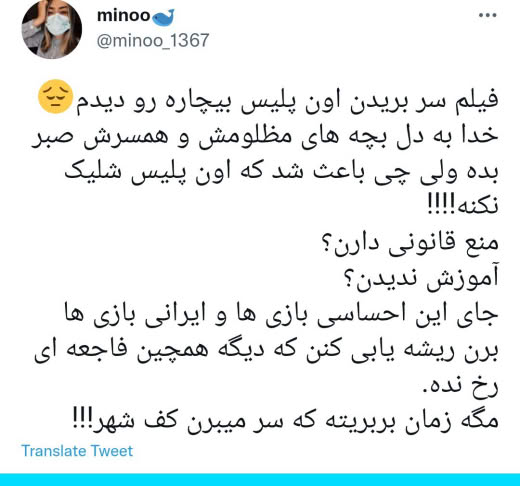 minoo🐳
@minoo_1367
فیلم سر بریدن اون پلیس بیچاره رو دیدم😔
خدا به دل بچه های مظلومش و همسرش صبر
بده ولی چی باعث شد که اون پلیس شلیک
نکنه!!!!
منع قانونی دارن؟
آموزش ندیدن؟
جای این احساسی بازی ها و ایرانی بازی ها
برن ریشه یابی کنن که دیگه همچین فاجعه ای
رخ نده.
مگه زمان بربریته که سر میبرن کف شهر!!!
Translate Tweet